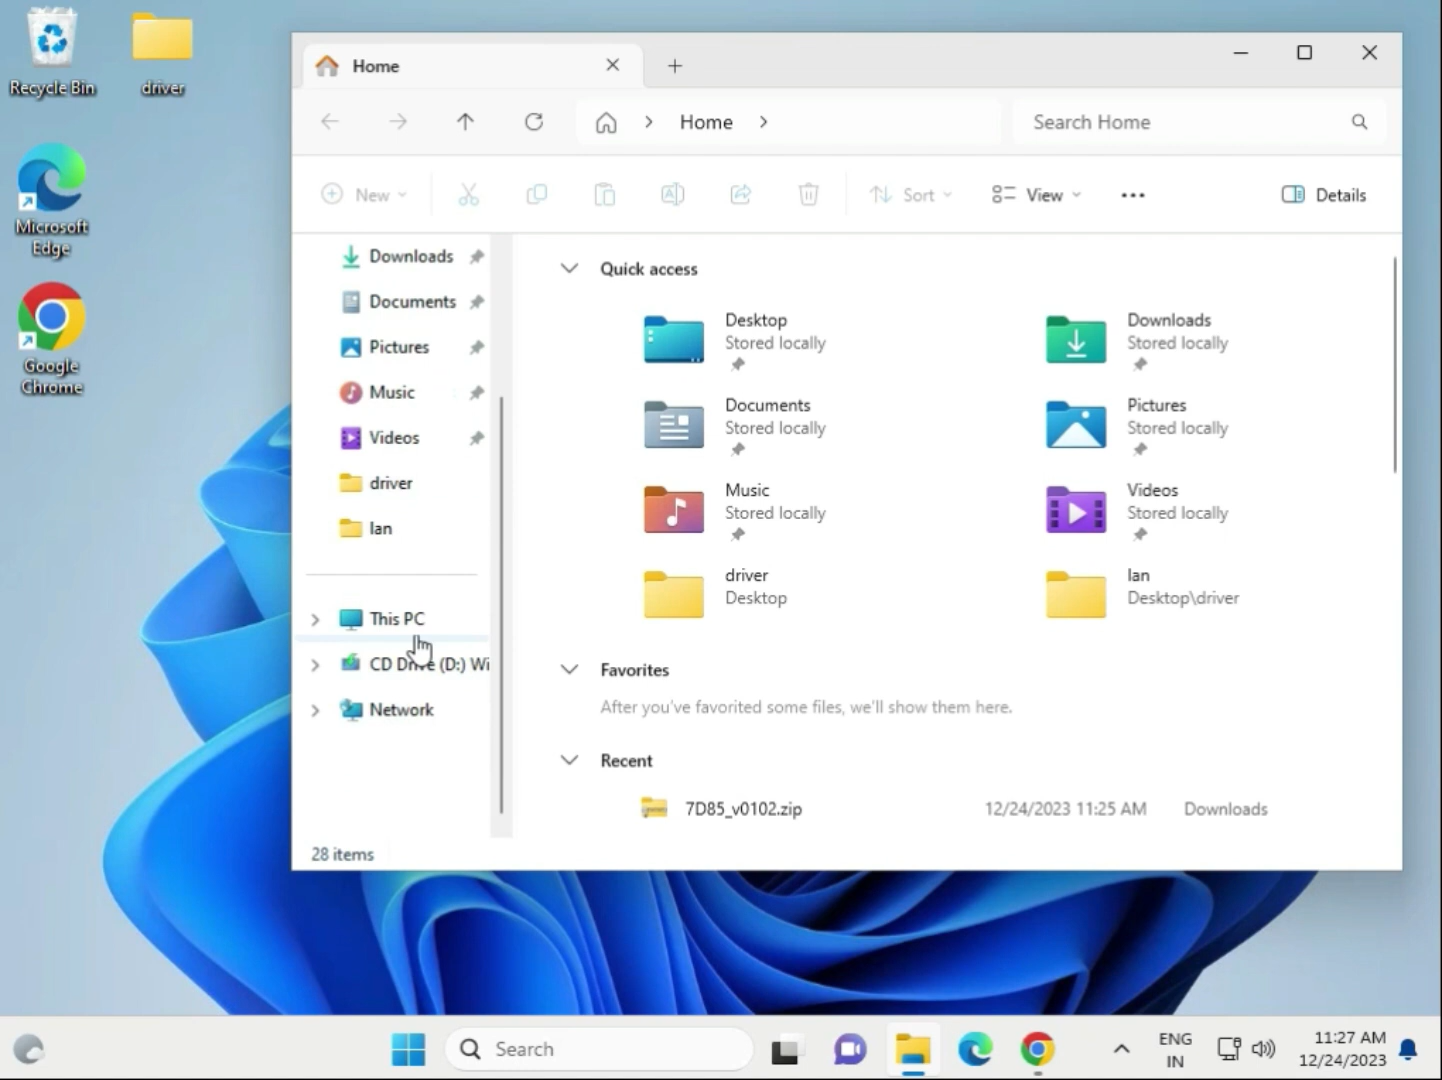 Recycle Bin
driver
Microsoft
Edge
Google
Chrome
Home
Home
Search Home
New
Sort
View
Details
Downloads
Documents
Pictures
Music
Videos
driver
lan
This PC
CD Drive (D:) Wi
Network
28 items
Quick access
Desktop
Stored locally
Downloads
Stored locally
Documents
Stored locally
Pictures
Stored locally
Music
Stored locally
Videos
Stored locally
driver
Desktop
lan
Desktop\driver
Favorites
After you've favorited some files, we'll show them here.
Recent
7D85_v0102.zip 12/24/2023 11:25 AM Downloads
Search
ENG
IN
11:27 AM
12/24/2023